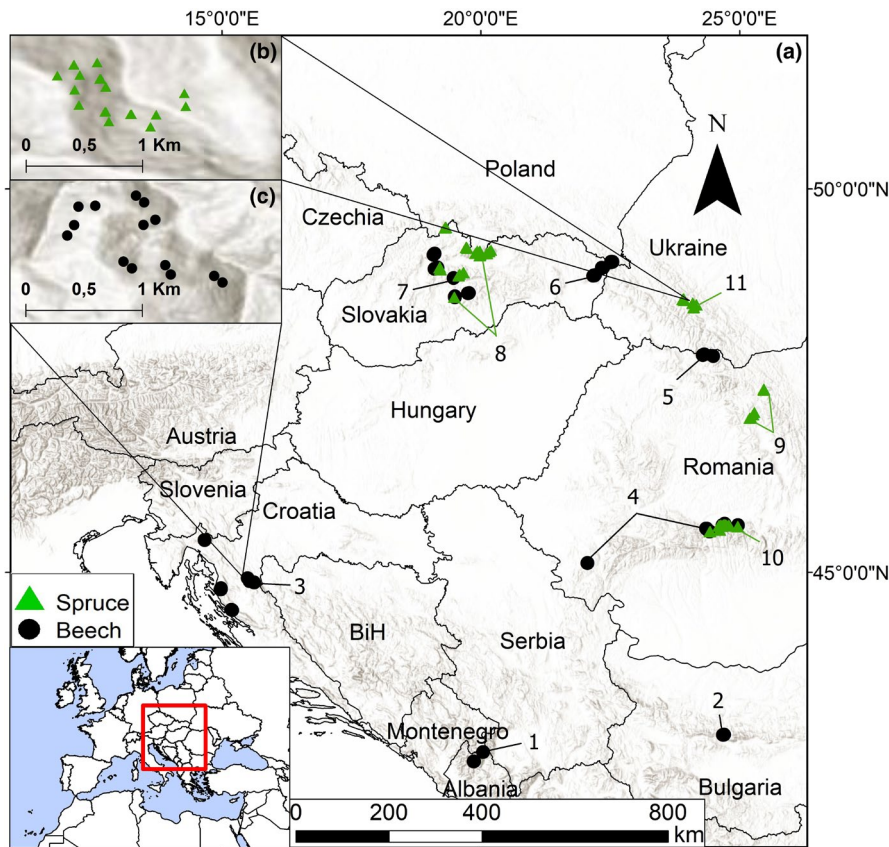 15°0'0"E 20°0'0"E 25°0'0"E
(b)
0 0,5 1 Km
(c)
0 0,5 1 Km
(a)
N
50°0'0"N
45°0'0"N
Poland
Czechia
Ukraine
11
6
7
Slovakia
8
5
Hungary
9
Austria
Romania
Slovenia
4
Croatia
10
3
Spruce
Beech
BiH
Serbia
2
Montenegro
1
Albania
Bulgaria
0 200 400 800
km